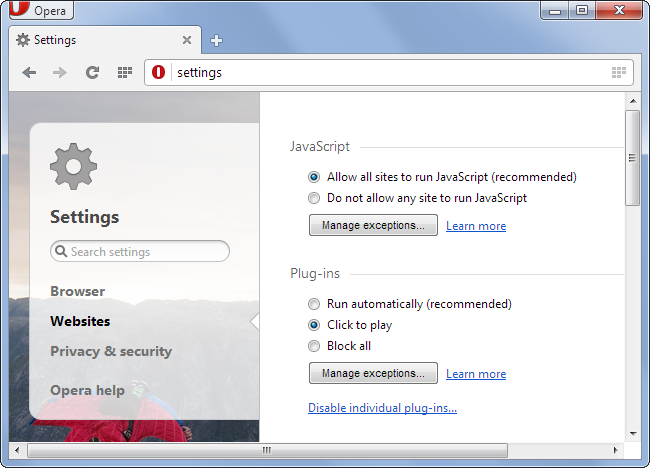 Opera
Settings
settings
Settings
Search settings
Browser
Websites
Privacy & security
Opera help
JavaScript
Allow all sites to run JavaScript (recommended)
Do not allow any site to run JavaScript
Manage exceptions... Learn more
Plug-ins
Run automatically (recommended)
Click to play
Block all
Manage exceptions... Learn more
Disable individual plug-ins...